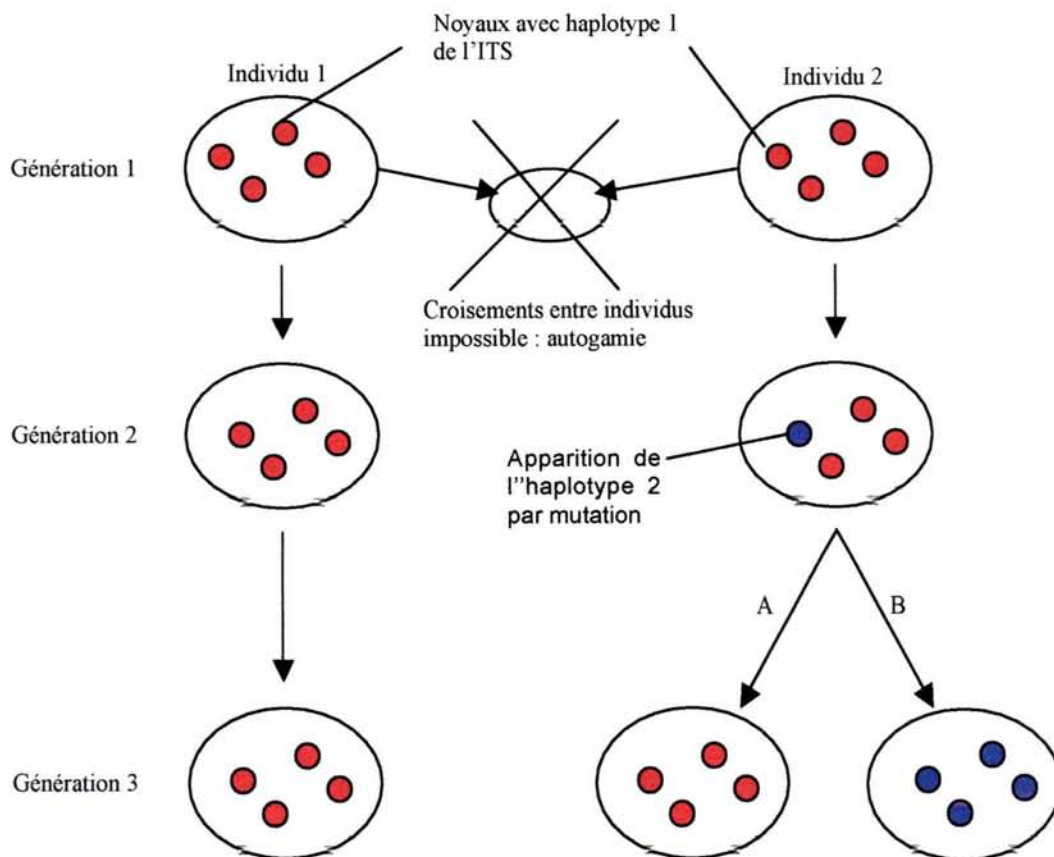 Noyaux avec haplotype 1
de l'ITS
Individu 1
Individu 2
Génération 1
Croisements entre individus
impossible : autogamie
Génération 2
Apparition de
l''haplotype 2
par mutation
A
B
Génération 3